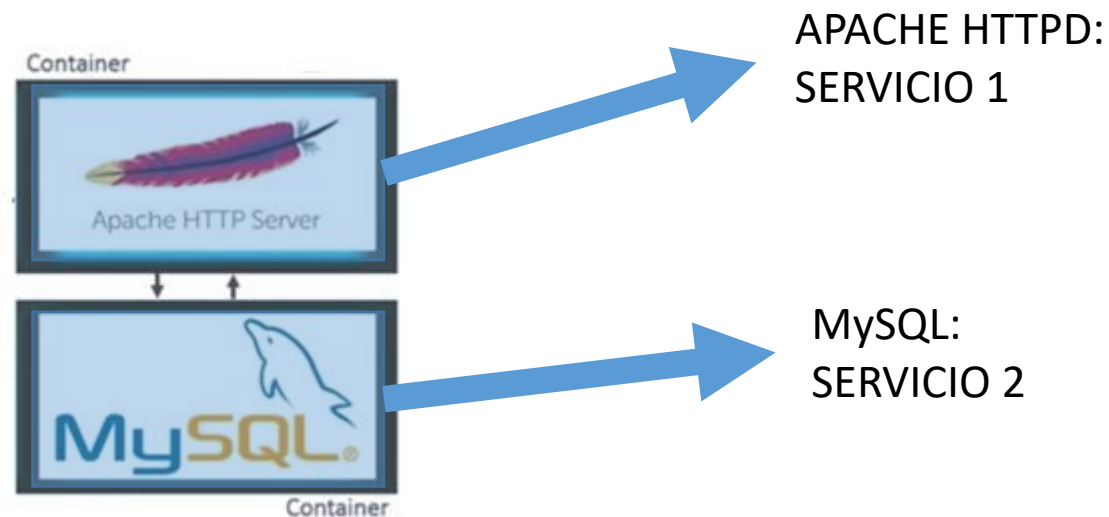 Container
Apache HTTP Server
MySQL®
Container
APACHE HTTPD:
SERVICIO 1
MySQL:
SERVICIO 2